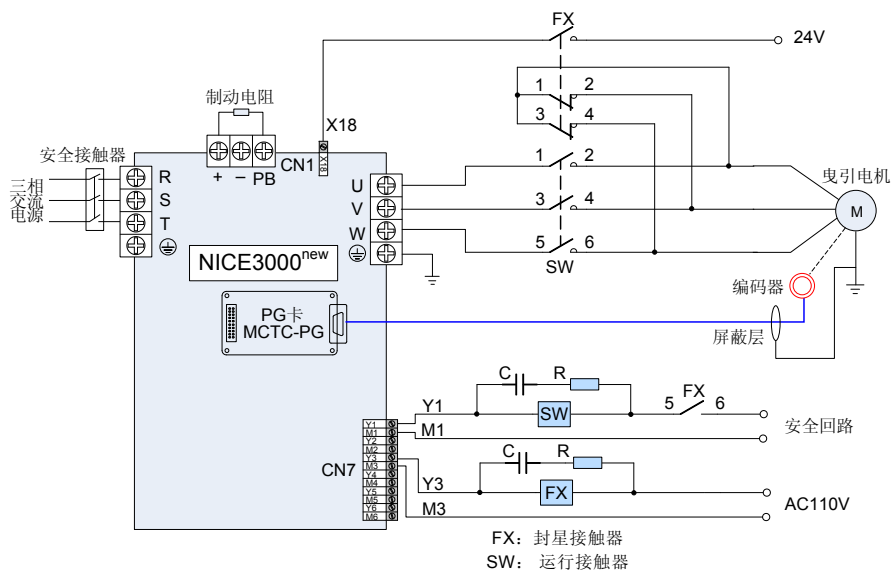 FX
24V
1 2
3 4
制动电阻
X18
X18
安全接触器
+ − PB
CN1
三相
交流
电源
R
S
T
U
V
W
1 2
3 4
5 6
SW
曳引电机
M
NICE3000new
PG卡
MCTC-PG
编码器
屏蔽层
C R
Y1
SW
5 FX 6
安全回路
M1
CN7
Y1
M1
Y2
M2
Y3
M3
Y4
M4
Y5
M5
Y6
M6
C R
Y3
FX
AC110V
M3
FX：封星接触器
SW：运行接触器